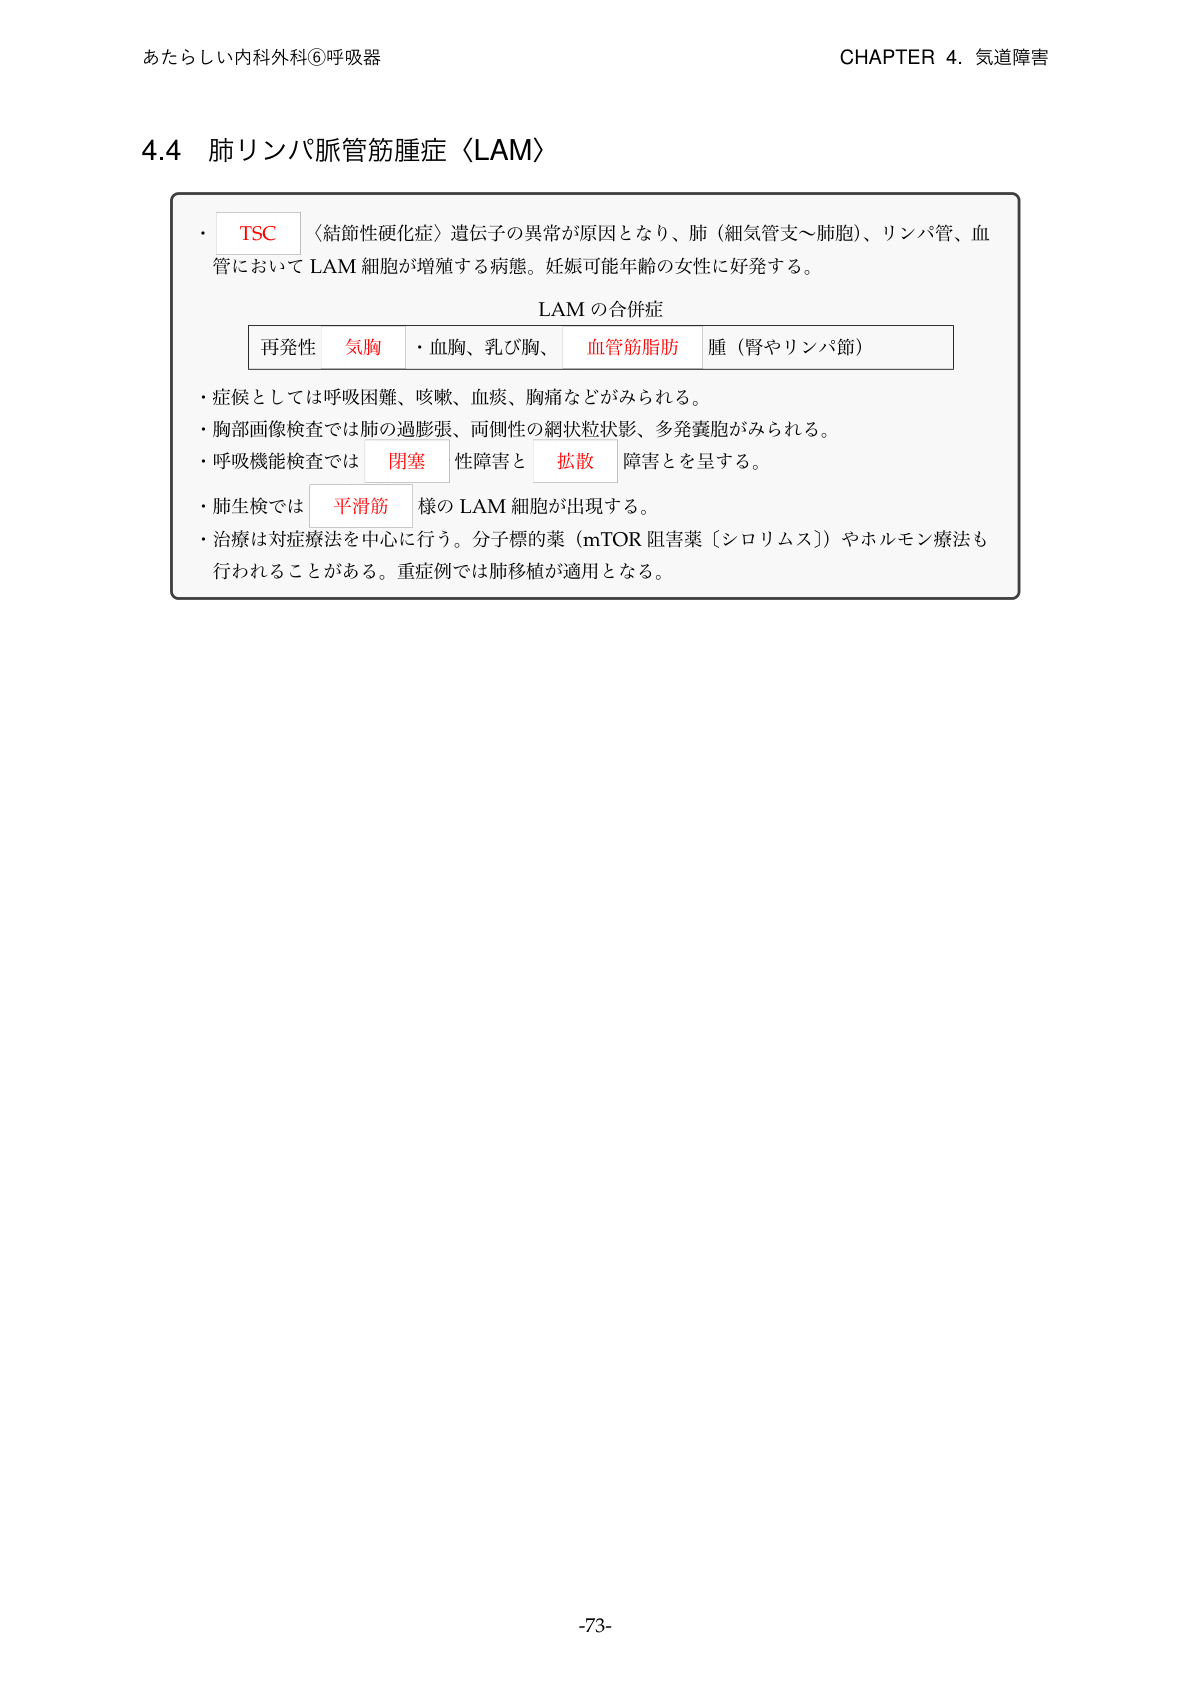 あたらしい内科外科⑥呼吸器
CHAPTER 4. 気道障害
4.4 肺リンパ脈管筋腫症〈LAM〉
・ TSC 〈結節性硬化症〉遺伝子の異常が原因となり、肺（細気管支〜肺胞）、リンパ管、血
管において LAM 細胞が増殖する病態。妊娠可能年齢の女性に好発する。
LAM の合併症
再発性 気胸 ・血胸、乳び胸、 血管筋脂肪 腫（腎やリンパ節）
・症候としては呼吸困難、咳嗽、血痰、胸痛などがみられる。
・胸部画像検査では肺の過膨張、両側性の網状粒状影、多発嚢胞がみられる。
・呼吸機能検査では 閉塞 性障害と 拡散 障害とを呈する。
・肺生検では 平滑筋 様の LAM 細胞が出現する。
・治療は対症療法を中心に行う。分子標的薬（mTOR 阻害薬〔シロリムス〕）やホルモン療法も
行われることがある。重症例では肺移植が適用となる。
-73-